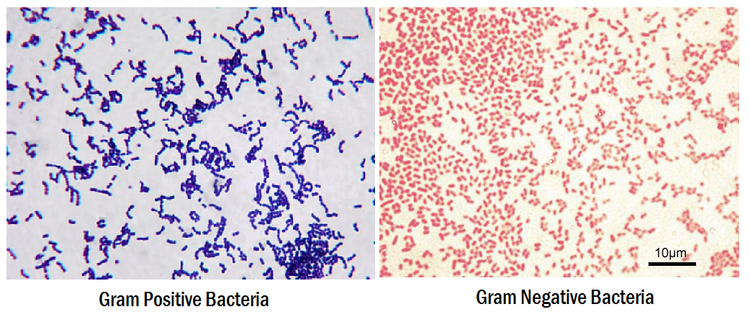 10μm
Gram Positive Bacteria
Gram Negative Bacteria